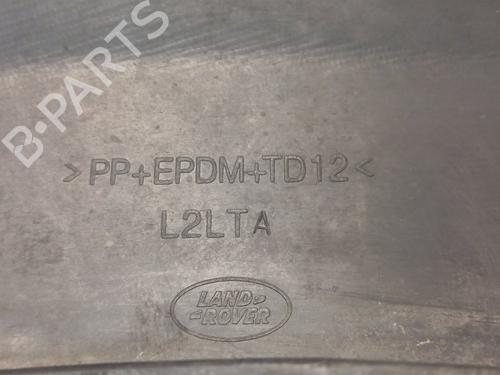 B-PARTS
>PP+EPDM+TD12<
L2LTA
LAND-
-ROVER